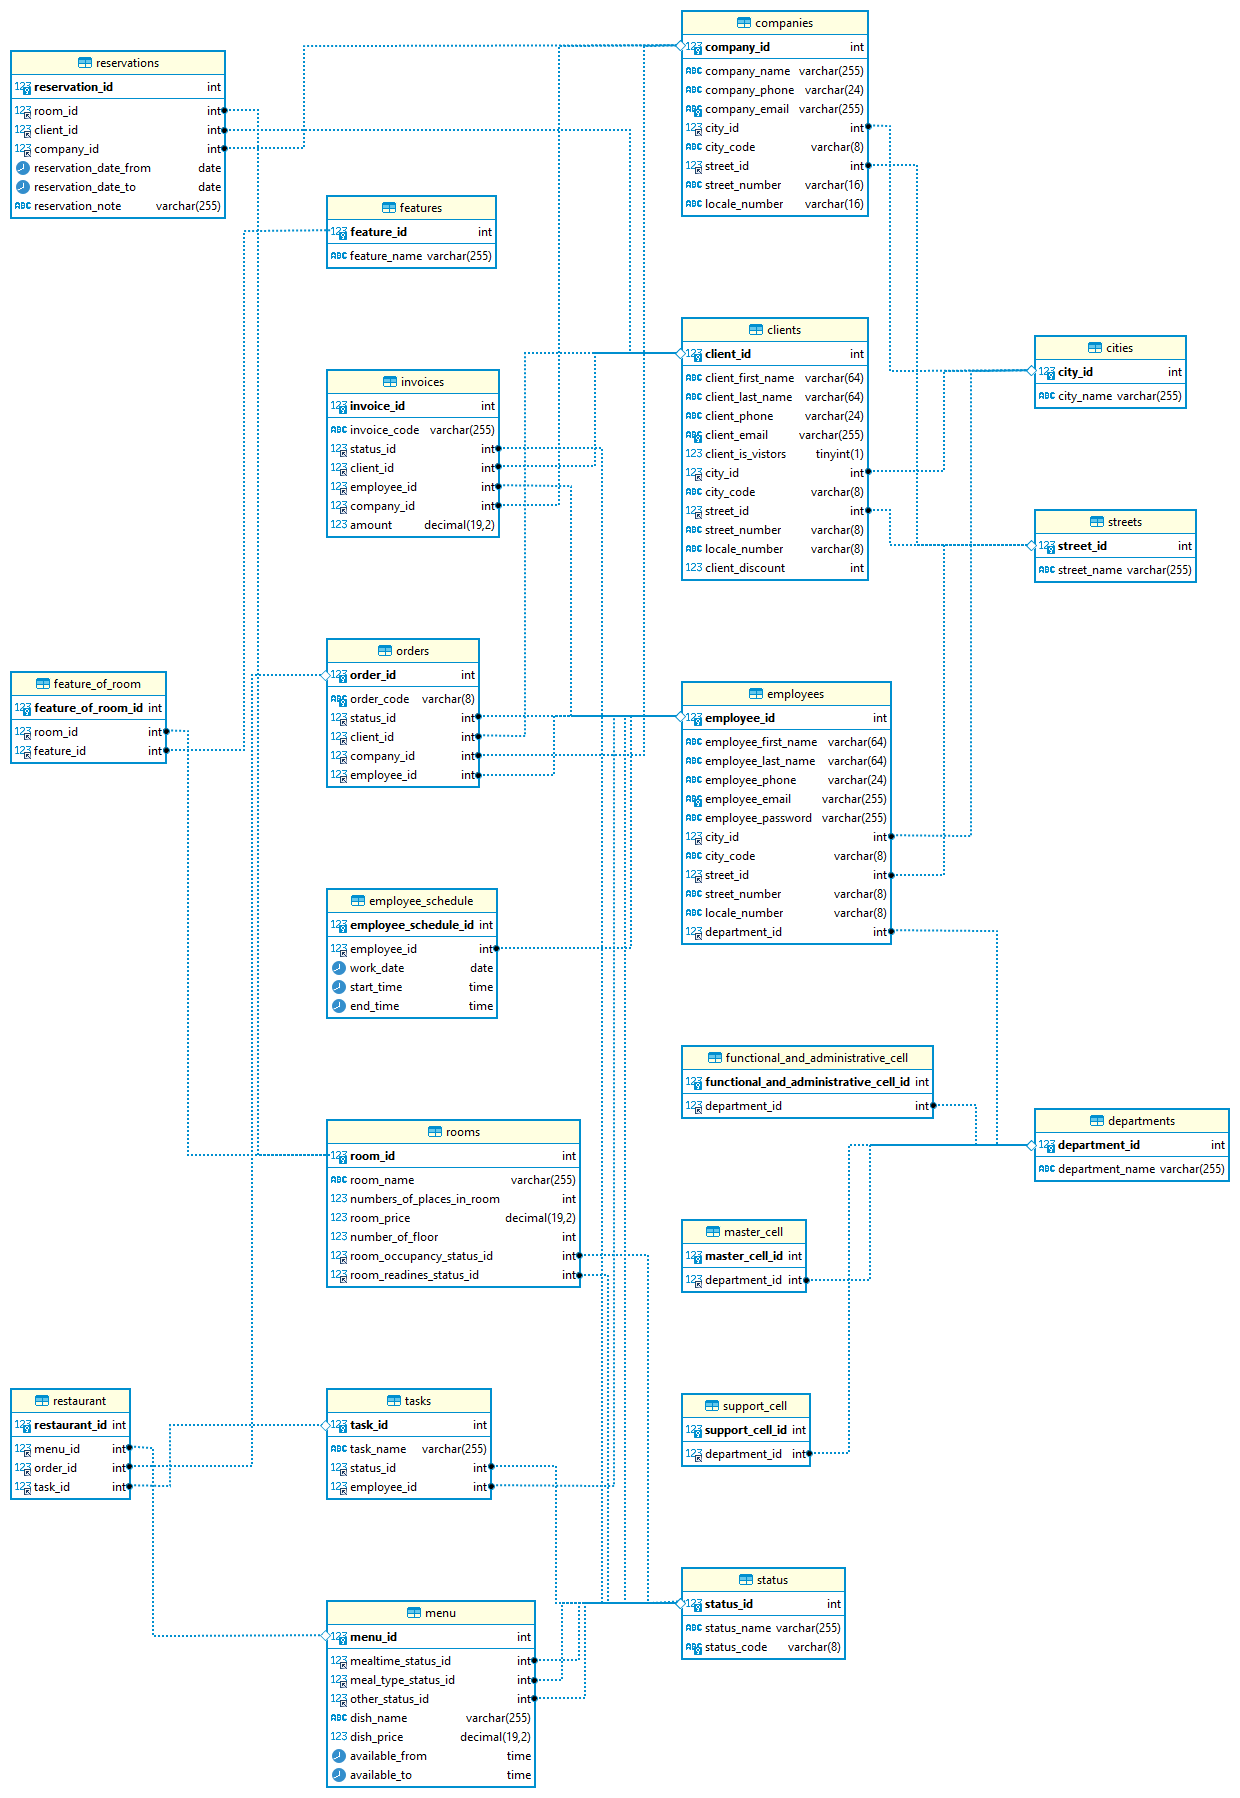 reservations
reservation_id int
room_id int
client_id int
company_id int
reservation_date_from date
reservation_date_to date
reservation_note varchar(255)
companies
company_id int
company_name varchar(255)
company_phone varchar(24)
company_email varchar(255)
city_id int
city_code varchar(8)
street_id int
street_number varchar(16)
locale_number varchar(16)
features
feature_id int
feature_name varchar(255)
invoices
invoice_id int
invoice_code varchar(255)
status_id int
client_id int
employee_id int
company_id int
amount decimal(19,2)
clients
client_id int
client_first_name varchar(64)
client_last_name varchar(64)
client_phone varchar(24)
client_email varchar(255)
client_is_vistors tinyint(1)
city_id int
city_code varchar(8)
street_id int
street_number varchar(8)
locale_number varchar(8)
client_discount int
cities
city_id int
city_name varchar(255)
streets
street_id int
street_name varchar(255)
feature_of_room
feature_of_room_id int
room_id int
feature_id int
orders
order_id int
order_code varchar(8)
status_id int
client_id int
company_id int
employee_id int
employees
employee_id int
employee_first_name varchar(64)
employee_last_name varchar(64)
employee_phone varchar(24)
employee_email varchar(255)
employee_password varchar(255)
city_id int
city_code varchar(8)
street_id int
street_number varchar(8)
locale_number varchar(8)
department_id int
employee_schedule
employee_schedule_id int
employee_id int
work_date date
start_time time
end_time time
functional_and_administrative_cell
functional_and_administrative_cell_id int
department_id int
departments
department_id int
department_name varchar(255)
rooms
room_id int
room_name varchar(255)
numbers_of_places_in_room int
room_price decimal(19,2)
number_of_floor int
room_occupancy_status_id int
room_readines_status_id int
master_cell
master_cell_id int
department_id int
restaurant
restaurant_id int
menu_id int
order_id int
task_id int
tasks
task_id int
task_name varchar(255)
status_id int
employee_id int
support_cell
support_cell_id int
department_id int
status
status_id int
status_name varchar(255)
status_code varchar(8)
menu
menu_id int
mealtime_status_id int
meal_type_status_id int
other_status_id int
dish_name varchar(255)
dish_price decimal(19,2)
available_from time
available_to time